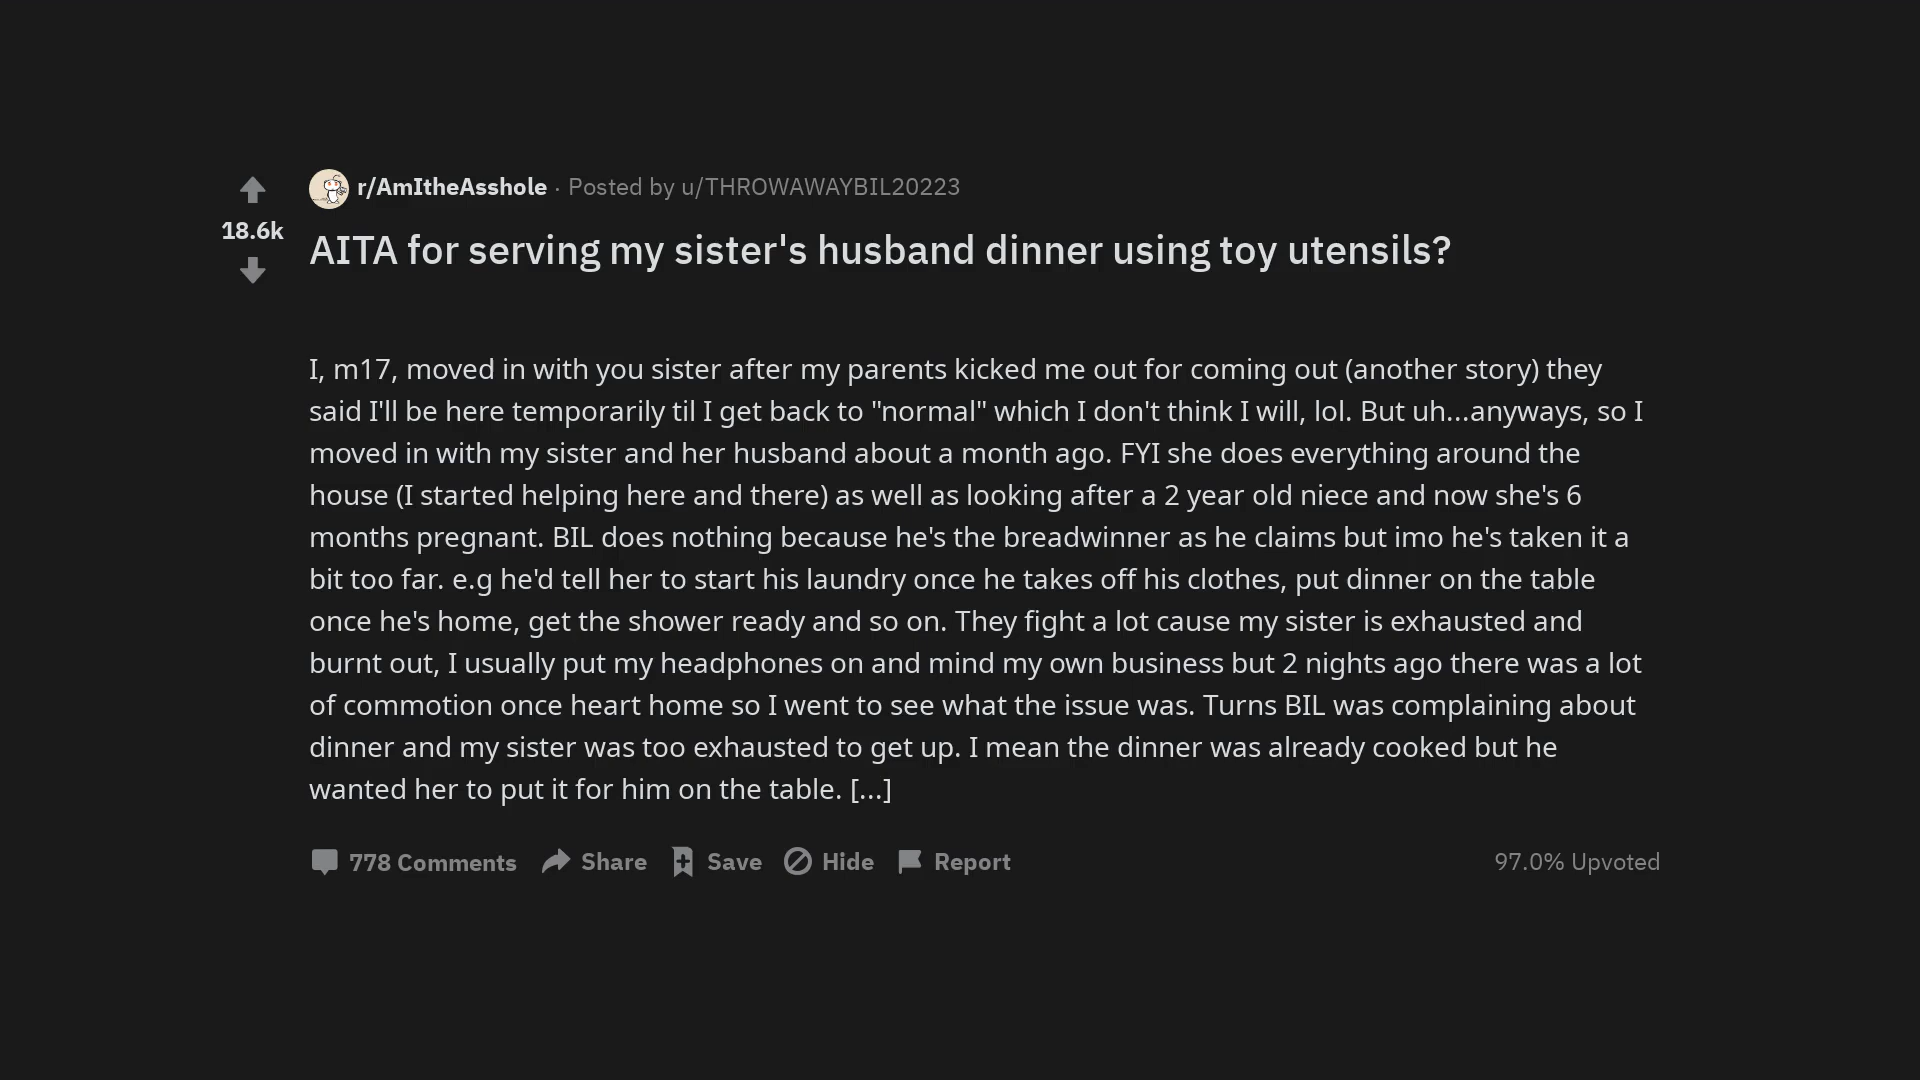 r/AmItheAsshole · Posted by u/THROWAWAYBIL20223
18.6k
AITA for serving my sister's husband dinner using toy utensils?
I, m17, moved in with you sister after my parents kicked me out for coming out (another story) they
said I'll be here temporarily til I get back to "normal" which I don't think I will, lol. But uh...anyways, so I
moved in with my sister and her husband about a month ago. FYI she does everything around the
house (I started helping here and there) as well as looking after a 2 year old niece and now she's 6
months pregnant. BIL does nothing because he's the breadwinner as he claims but imo he's taken it a
bit too far. e.g he'd tell her to start his laundry once he takes off his clothes, put dinner on the table
once he's home, get the shower ready and so on. They fight a lot cause my sister is exhausted and
burnt out, I usually put my headphones on and mind my own business but 2 nights ago there was a lot
of commotion once heart home so I went to see what the issue was. Turns BIL was complaining about
dinner and my sister was too exhausted to get up. I mean the dinner was already cooked but he
wanted her to put it for him on the table. [...]
778 Comments Share Save Hide Report 97.0% Upvoted